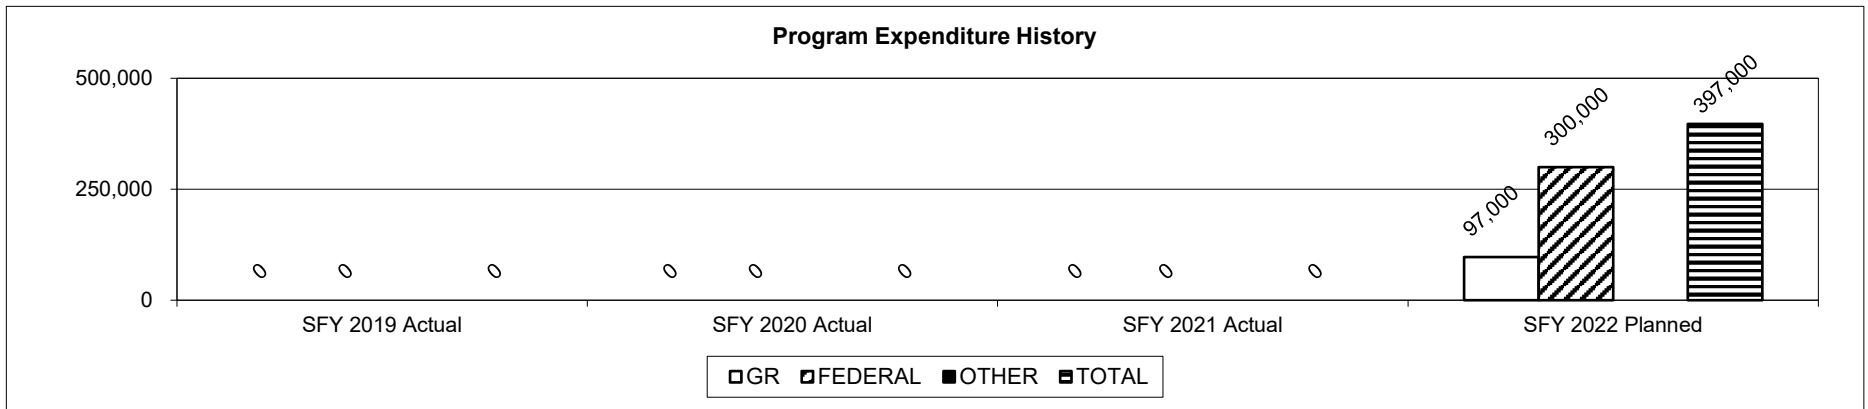 Program Expenditure History
500,000
250,000
0
0 0 0 0 0 0 0 0 0 97,000 300,000 397,000
SFY 2019 Actual SFY 2020 Actual SFY 2021 Actual SFY 2022 Planned
GR FEDERAL OTHER TOTAL